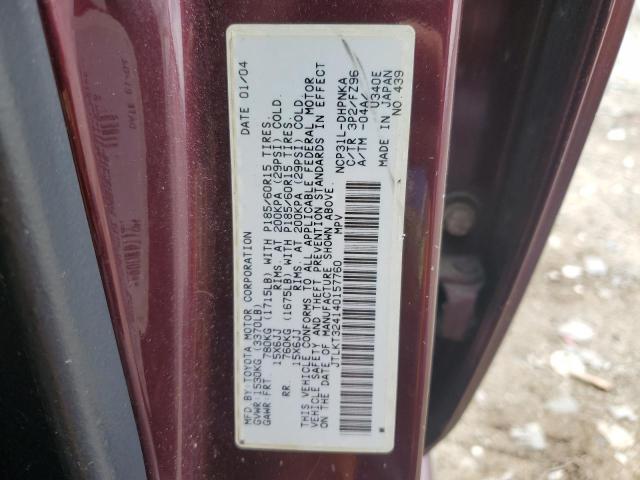 MFD.BY:TOYOTA MOTOR CORPORATION DATE 01/04
GVWR:1530KG(3370LB)
GAWR:FRT. 780KG (1715LB) WITH P185/60R15 TIRES.
15X6JJ RIMS. AT 200KPA (29PSI) COLD.
RR. 760KG (1675LB) WITH P185/60R15 TIRES.
15X6JJ RIMS. AT 200KPA (29PSI) COLD.
THIS VEHICLE CONFORMS TO ALL APPLICABLE FEDERAL MOTOR
VEHICLE SAFETY AND THEFT PREVENTION STANDARDS IN EFFECT
ON THE DATE OF MANUFACTURE SHOWN ABOVE.
JTLKT324140157760 MPV
NCP31L-DHPNKA
C/TR 3P2/FZ96
A/TM -04A/ U340E
MADE IN JAPAN
NO.439